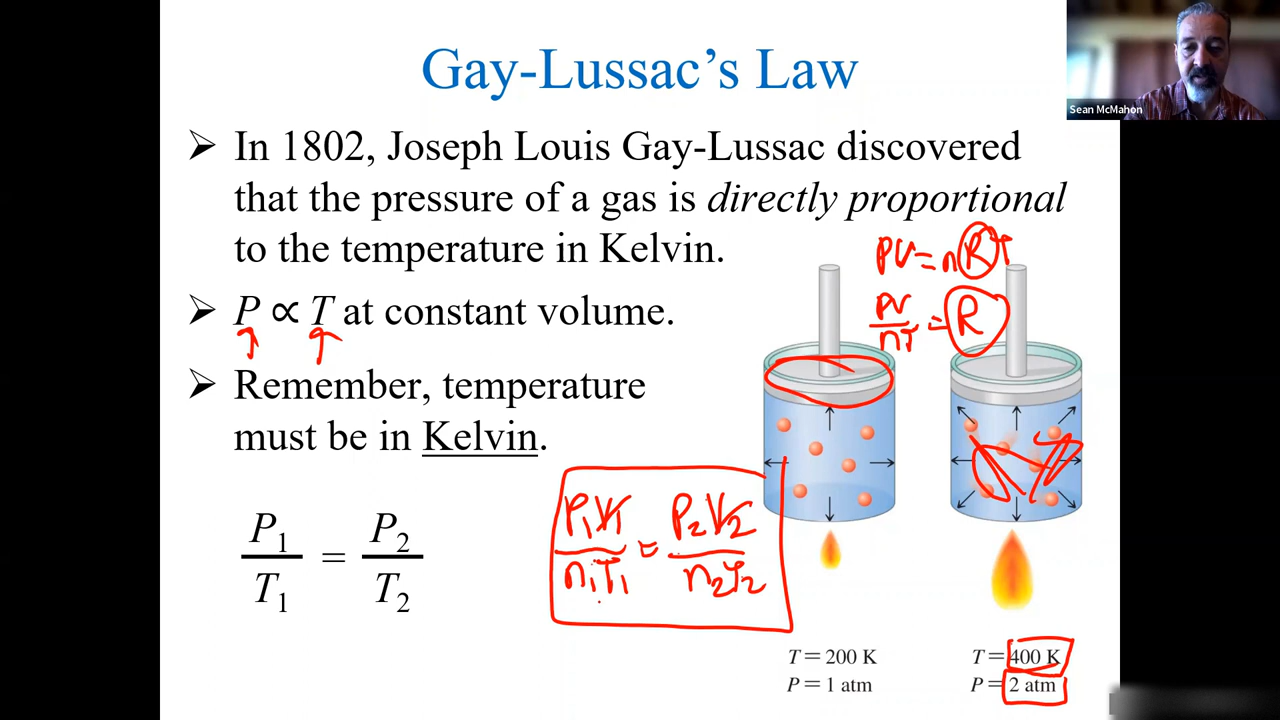 Gay-Lussac's Law
Sean McMahon
➤ In 1802, Joseph Louis Gay-Lussac discovered
that the pressure of a gas is directly proportional
to the temperature in Kelvin.
PV = nRT
➤ P ∝ T at constant volume.
PV
nT
= R
➤ Remember, temperature
must be in Kelvin.
P₁V₁
n₁T₁
=
P₂V₂
n₂T₂
P₁
T₁
=
P₂
T₂
T = 200 K
P = 1 atm
T = 400 K
P = 2 atm